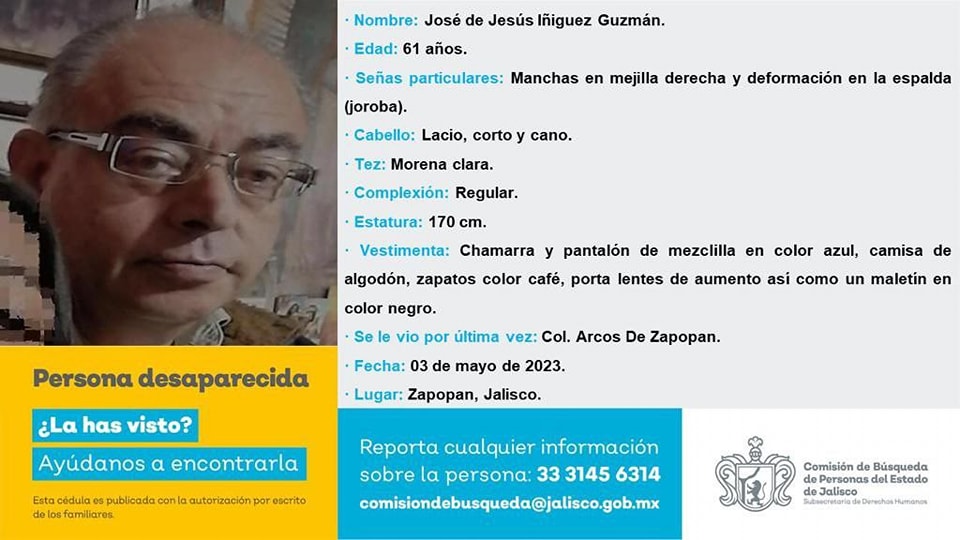 · Nombre: José de Jesús Iñiguez Guzmán.
· Edad: 61 años.
· Señas particulares: Manchas en mejilla derecha y deformación en la espalda
(joroba).
· Cabello: Lacio, corto y cano.
· Tez: Morena clara.
· Complexión: Regular.
· Estatura: 170 cm.
· Vestimenta: Chamarra y pantalón de mezclilla en color azul, camisa de
algodón, zapatos color café, porta lentes de aumento así como un maletín en
color negro.
· Se le vio por última vez: Col. Arcos De Zapopan.
· Fecha: 03 de mayo de 2023.
· Lugar: Zapopan, Jalisco.
Persona desaparecida
¿La has visto?
Ayúdanos a encontrarla
Esta cédula es publicada con la autorización por escrito
de los familiares.
Reporta cualquier información
sobre la persona: 33 3145 6314
comisiondebusqueda@jalisco.gob.mx
Comisión de Búsqueda
de Personas del Estado
de Jalisco
Subsecretaría de Derechos Humanos